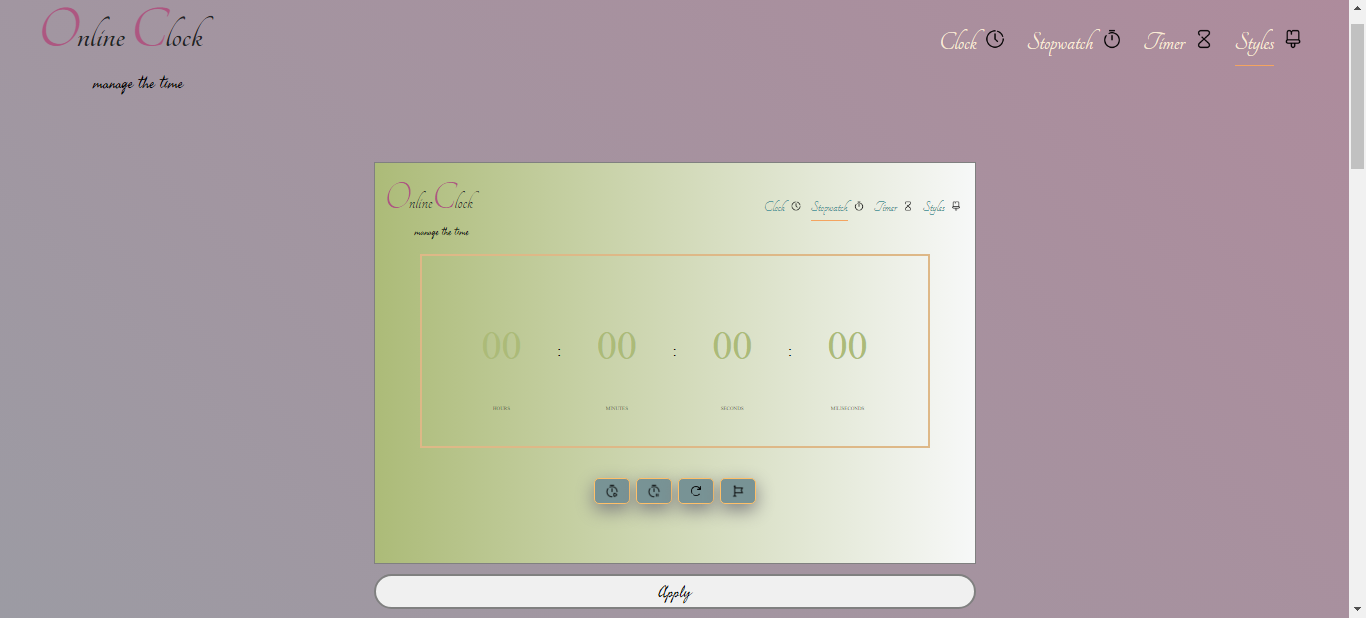 Online Clock
manage the time
Clock Stopwatch Timer Styles
Online Clock
manage the time
Clock Stopwatch Timer Styles
00 : 00 : 00 : 00
HOURS MINUTES SECONDS MILISECONDS
Apply